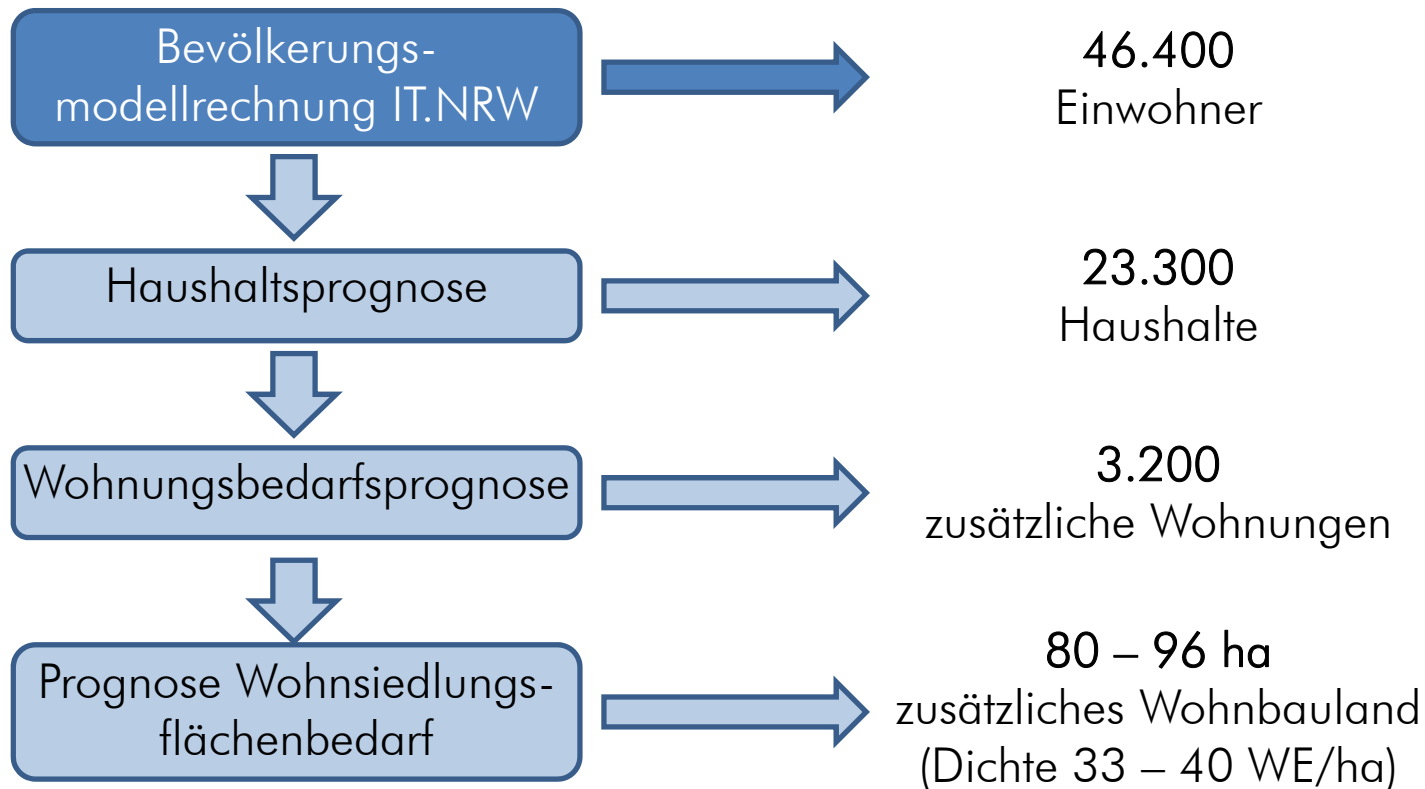 Bevölkerungs-
modellrechnung IT.NRW
46.400
Einwohner
Haushaltsprognose
23.300
Haushalte
Wohnungsbedarfsprognose
3.200
zusätzliche Wohnungen
Prognose Wohnsiedlungs-
flächenbedarf
80 – 96 ha
zusätzliches Wohnbauland
(Dichte 33 – 40 WE/ha)